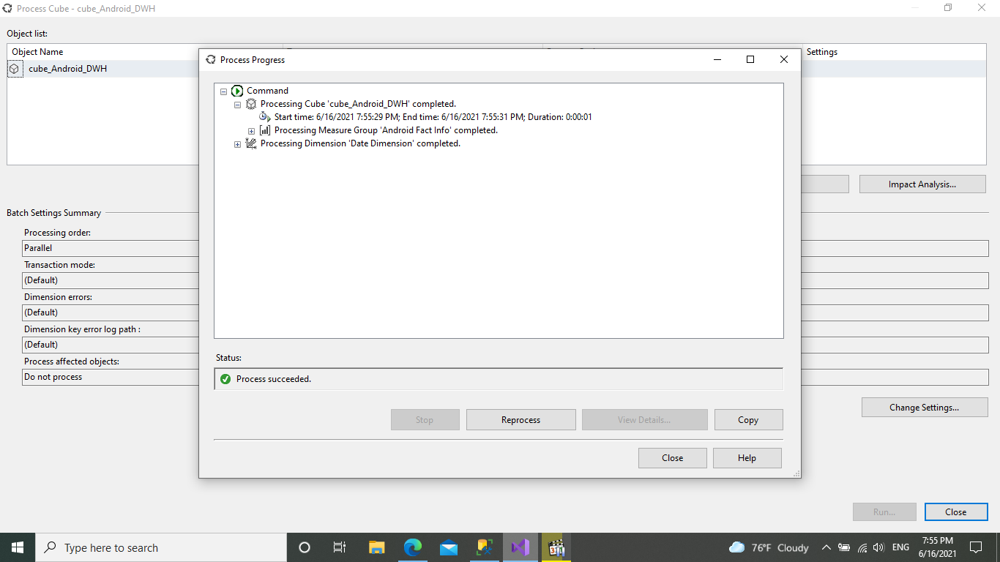 Process Cube - cube_Android_DWH
Object list:
Object Name
Settings
cube_Android_DWH
Process Progress
Command
Processing Cube 'cube_Android_DWH' completed.
Start time: 6/16/2021 7:55:29 PM; End time: 6/16/2021 7:55:31 PM; Duration: 0:00:01
Processing Measure Group 'Android Fact Info' completed.
Processing Dimension 'Date Dimension' completed.
Status:
Process succeeded.
Stop
Reprocess
View Details...
Copy
Close
Help
Impact Analysis...
Batch Settings Summary
Processing order:
Parallel
Transaction mode:
(Default)
Dimension errors:
(Default)
Dimension key error log path :
(Default)
Process affected objects:
Do not process
Change Settings...
Run...
Close
Type here to search
76°F Cloudy
ENG
7:55 PM
6/16/2021